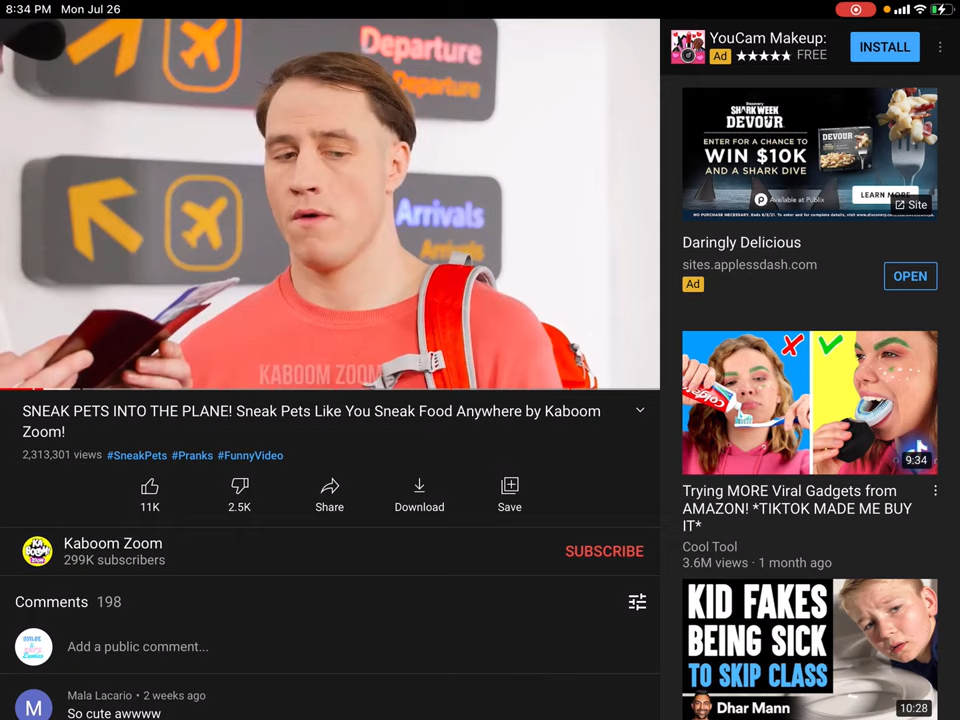 8:34 PM Mon Jul 26
Departure
Departure
Arrivals
Arrivals
KABOOM ZOOM
SNEAK PETS INTO THE PLANE! Sneak Pets Like You Sneak Food Anywhere by Kaboom
Zoom!
2,313,301 views #SneakPets #Pranks #FunnyVideo
11K
2.5K
Share
Download
Save
Kaboom Zoom
299K subscribers
SUBSCRIBE
Comments 198
Add a public comment...
M
Mala Lacario • 2 weeks ago
So cute awwww
YouCam Makeup:
Ad ★★★★★ FREE
INSTALL
Discovery
SHARK WEEK
DEVOUR
ENTER FOR A CHANCE TO
WIN $10K
AND A SHARK DIVE
DEVOUR
Available at Publix
LEARN MORE
Site
Daringly Delicious
sites.applessdash.com
Ad
OPEN
Colgate
9:34
Trying MORE Viral Gadgets from
AMAZON! *TIKTOK MADE ME BUY
IT*
Cool Tool
3.6M views · 1 month ago
KID FAKES
BEING SICK
TO SKIP CLASS
Dhar Mann
10:28